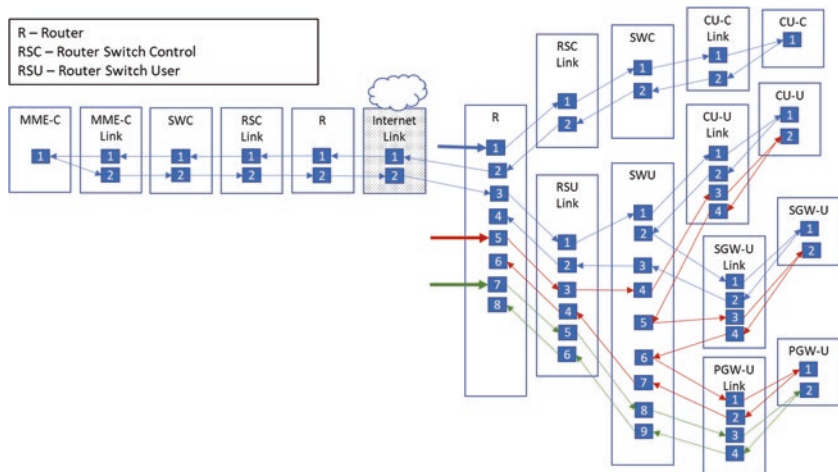 R – Router
RSC – Router Switch Control
RSU – Router Switch User
MME-C
1
MME-C
Link
1
2
SWC
1
2
RSC
Link
1
2
R
1
2
Internet
Link
1
2
R
1
2
3
4
5
6
7
8
RSC
Link
1
2
RSU
Link
1
2
3
4
5
6
SWC
1
2
SWU
1
2
3
4
5
6
7
8
9
CU-C
Link
1
2
CU-U
Link
1
2
3
4
SGW-U
Link
1
2
3
4
PGW-U
Link
1
2
3
4
CU-C
1
CU-U
1
2
SGW-U
1
2
PGW-U
1
2